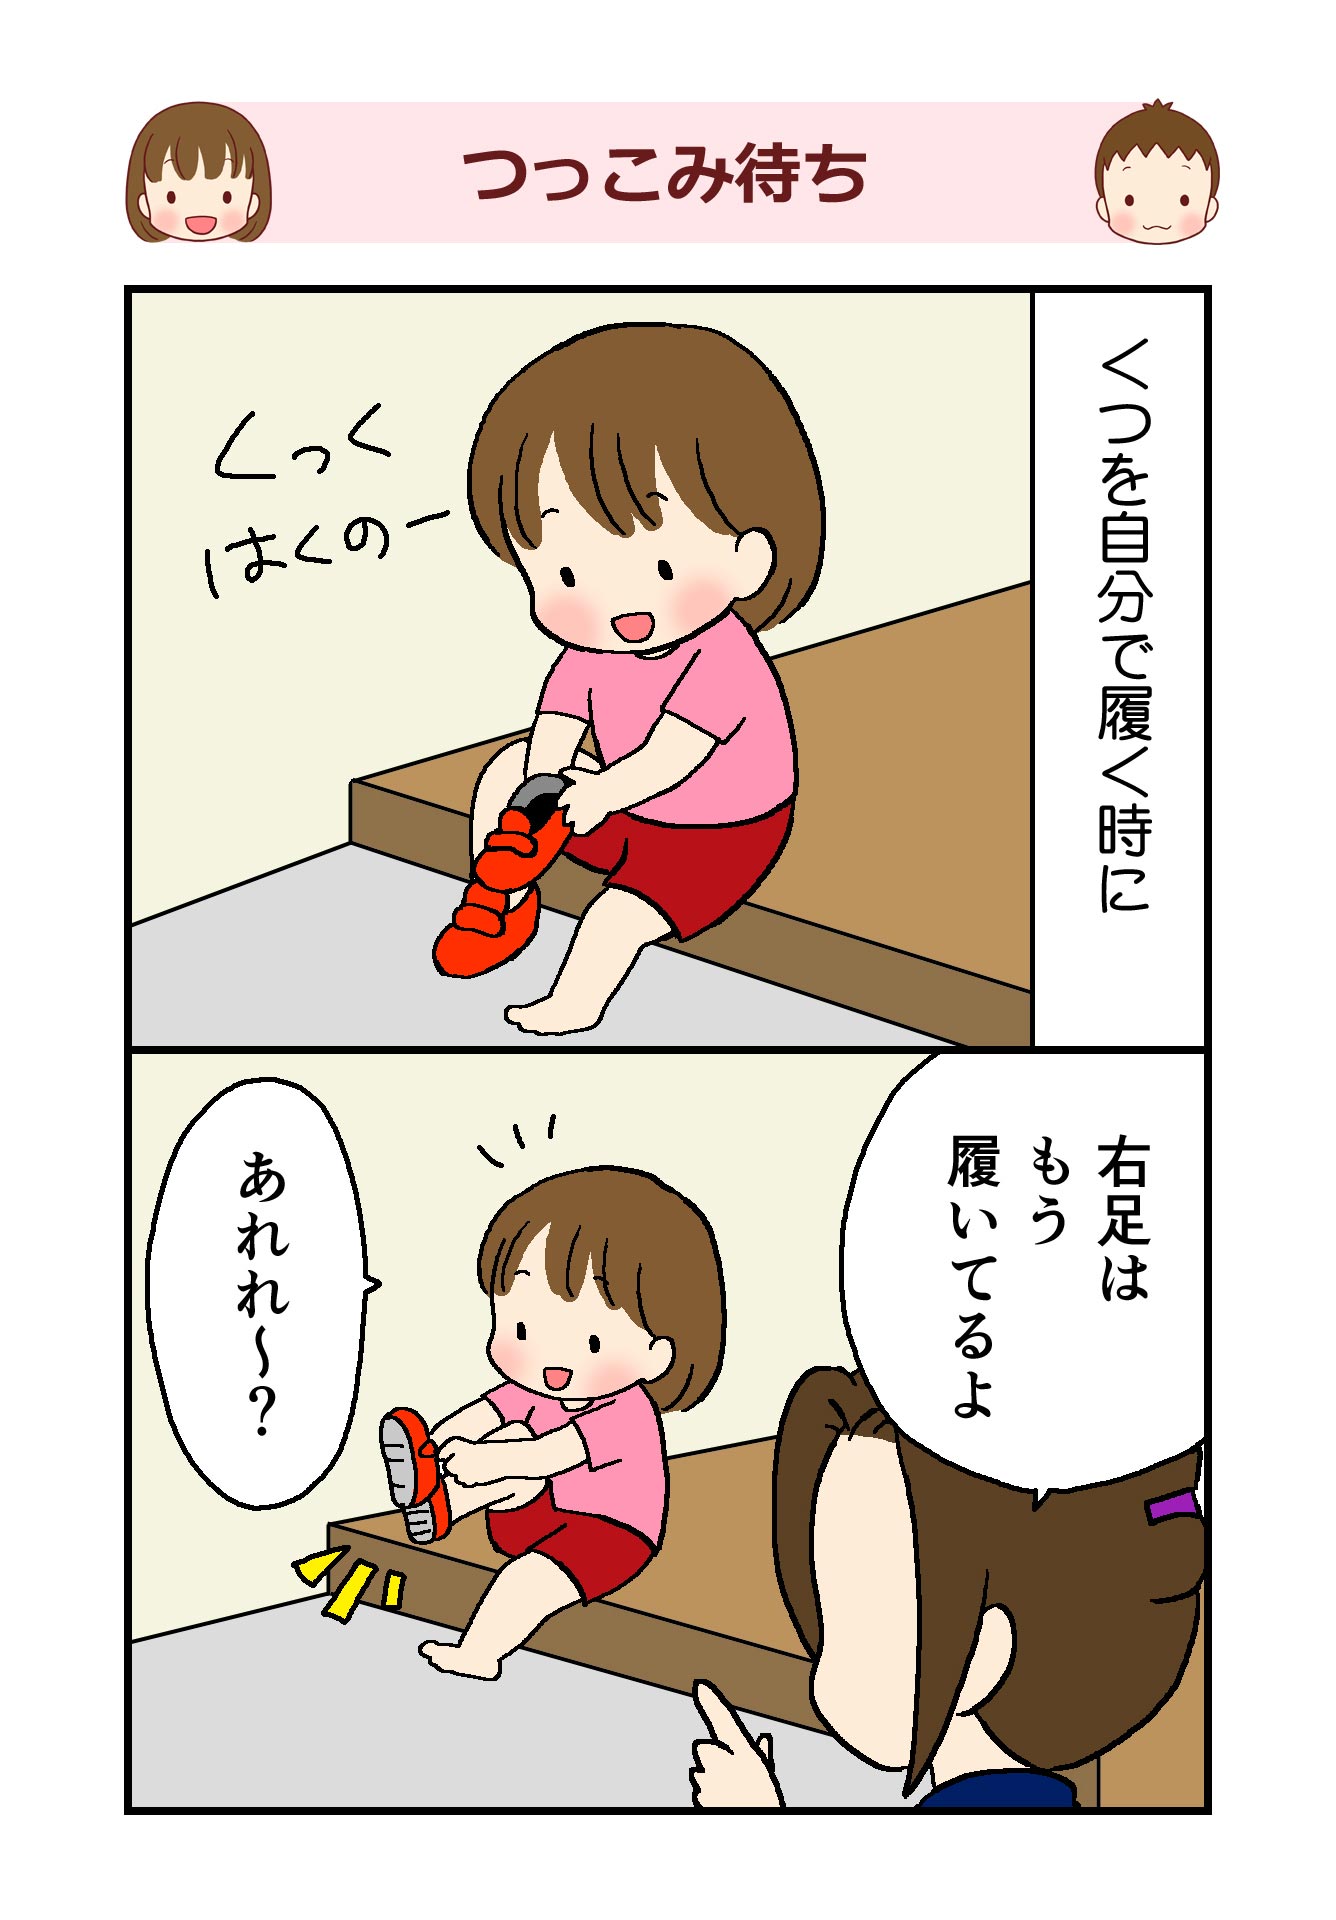 つっこみ待ち
くつを自分で履く時に
くっく
はくのー
右足は
もう
履いてるよ
あれれ～?